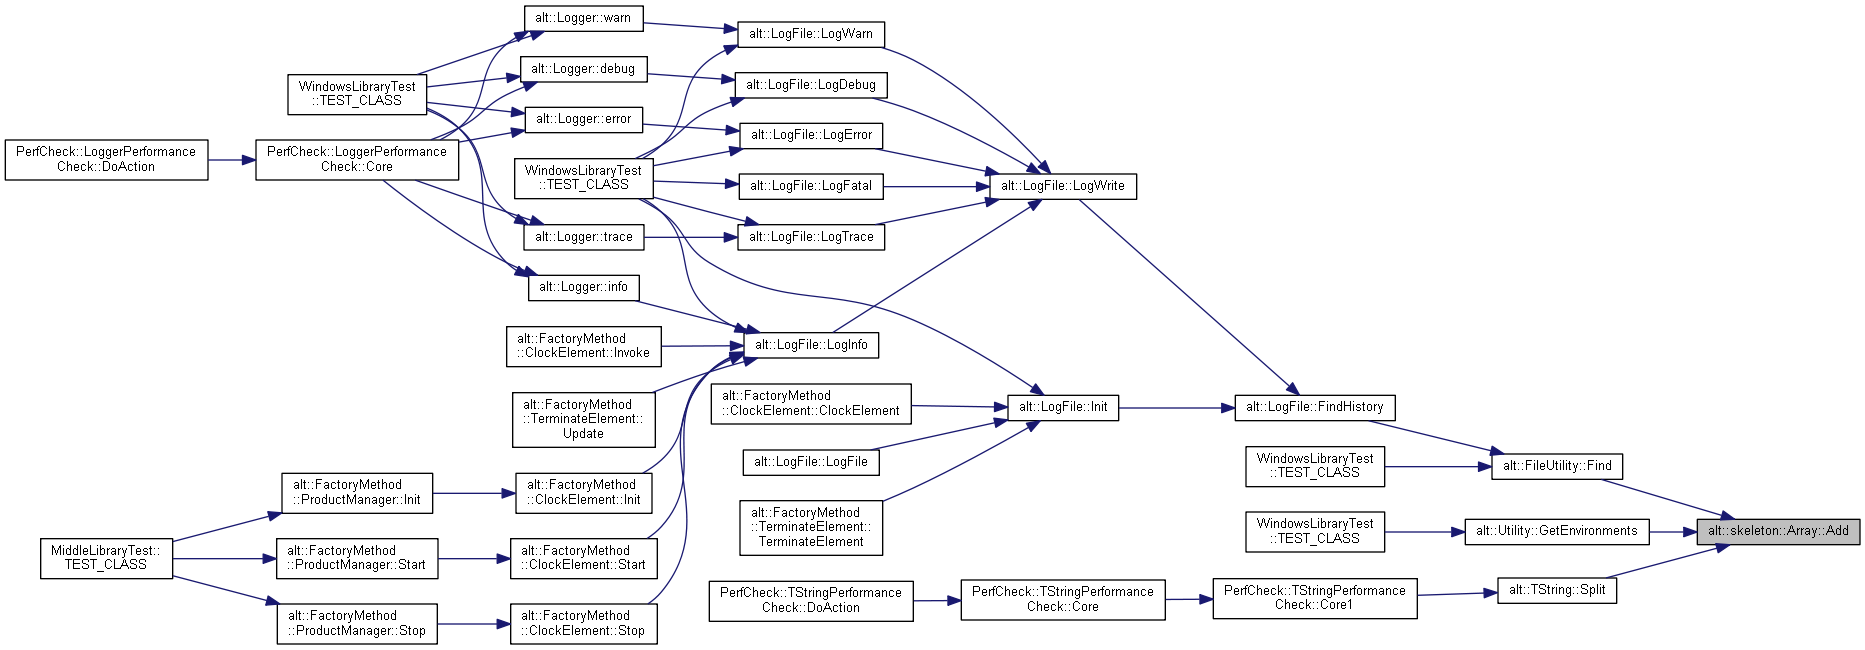 alt::Logger::warn
alt::LogFile::LogWarn
alt::Logger::debug
WindowsLibraryTest
::TEST_CLASS
alt::LogFile::LogDebug
alt::Logger::error
alt::LogFile::LogError
PerfCheck::LoggerPerformance
Check::DoAction
PerfCheck::LoggerPerformance
Check::Core
WindowsLibraryTest
::TEST_CLASS
alt::LogFile::LogFatal
alt::LogFile::LogWrite
alt::Logger::trace
alt::LogFile::LogTrace
alt::Logger::info
alt::FactoryMethod
::ClockElement::Invoke
alt::LogFile::LogInfo
alt::FactoryMethod
::TerminateElement::
Update
alt::FactoryMethod
::ClockElement::ClockElement
alt::LogFile::Init
alt::LogFile::FindHistory
alt::LogFile::LogFile
WindowsLibraryTest
::TEST_CLASS
alt::FileUtility::Find
alt::FactoryMethod
::ProductManager::Init
alt::FactoryMethod
::ClockElement::Init
alt::FactoryMethod
::TerminateElement::
TerminateElement
WindowsLibraryTest
::TEST_CLASS
alt::Utility::GetEnvironments
alt::skeleton::Array::Add
MiddleLibraryTest::
TEST_CLASS
alt::FactoryMethod
::ProductManager::Start
alt::FactoryMethod
::ClockElement::Start
PerfCheck::TStringPerformance
Check::DoAction
PerfCheck::TStringPerformance
Check::Core
PerfCheck::TStringPerformance
Check::Core1
alt::TString::Split
alt::FactoryMethod
::ProductManager::Stop
alt::FactoryMethod
::ClockElement::Stop